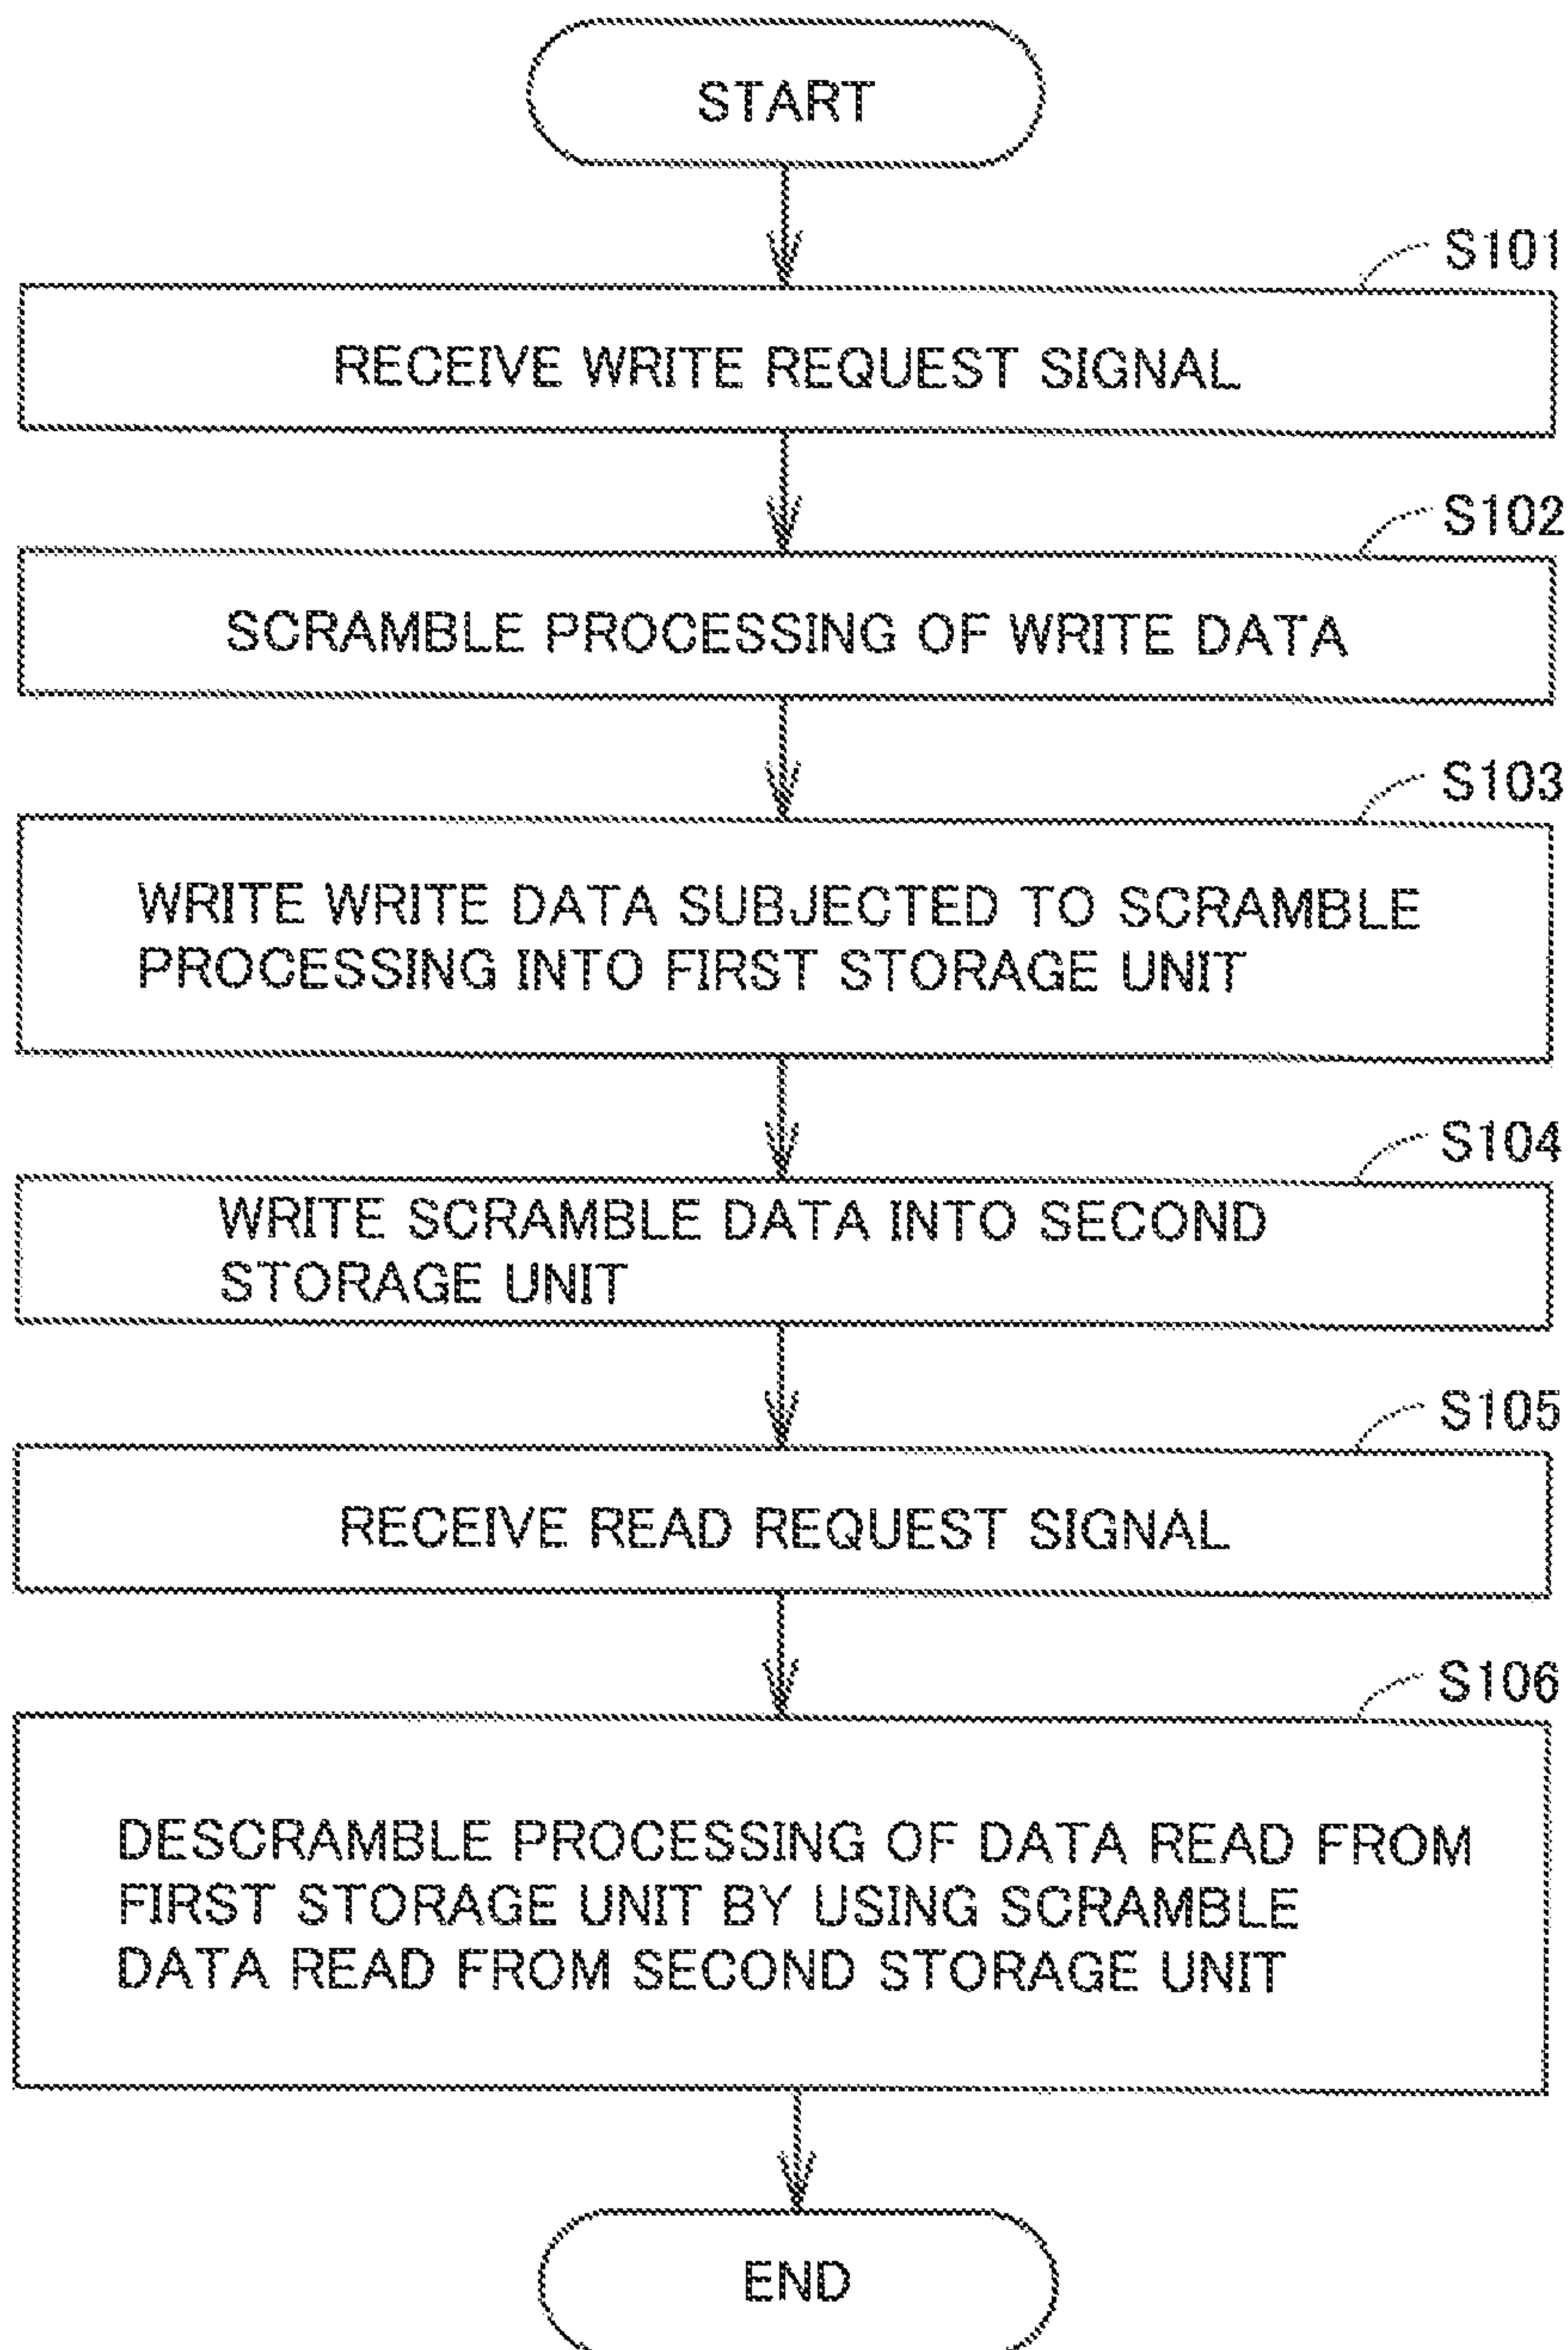 START
S101
RECEIVE WRITE REQUEST SIGNAL
S102
SCRAMBLE PROCESSING OF WRITE DATA
S103
WRITE WRITE DATA SUBJECTED TO SCRAMBLE
PROCESSING INTO FIRST STORAGE UNIT
S104
WRITE SCRAMBLE DATA INTO SECOND
STORAGE UNIT
S105
RECEIVE READ REQUEST SIGNAL
S106
DESCRAMBLE PROCESSING OF DATA READ FROM
FIRST STORAGE UNIT BY USING SCRAMBLE
DATA READ FROM SECOND STORAGE UNIT
END